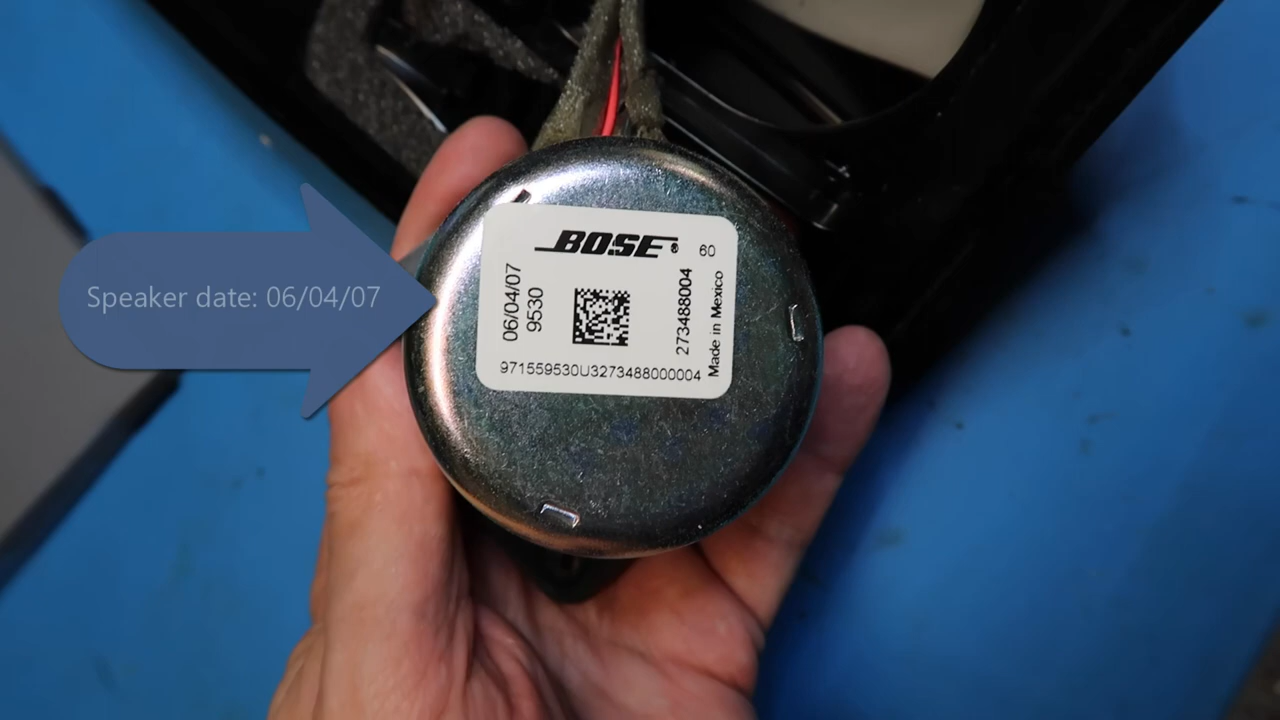 Speaker date: 06/04/07
BOSE®
60
06/04/07
9530
273488004
Made in Mexico
971559530U3273488000004